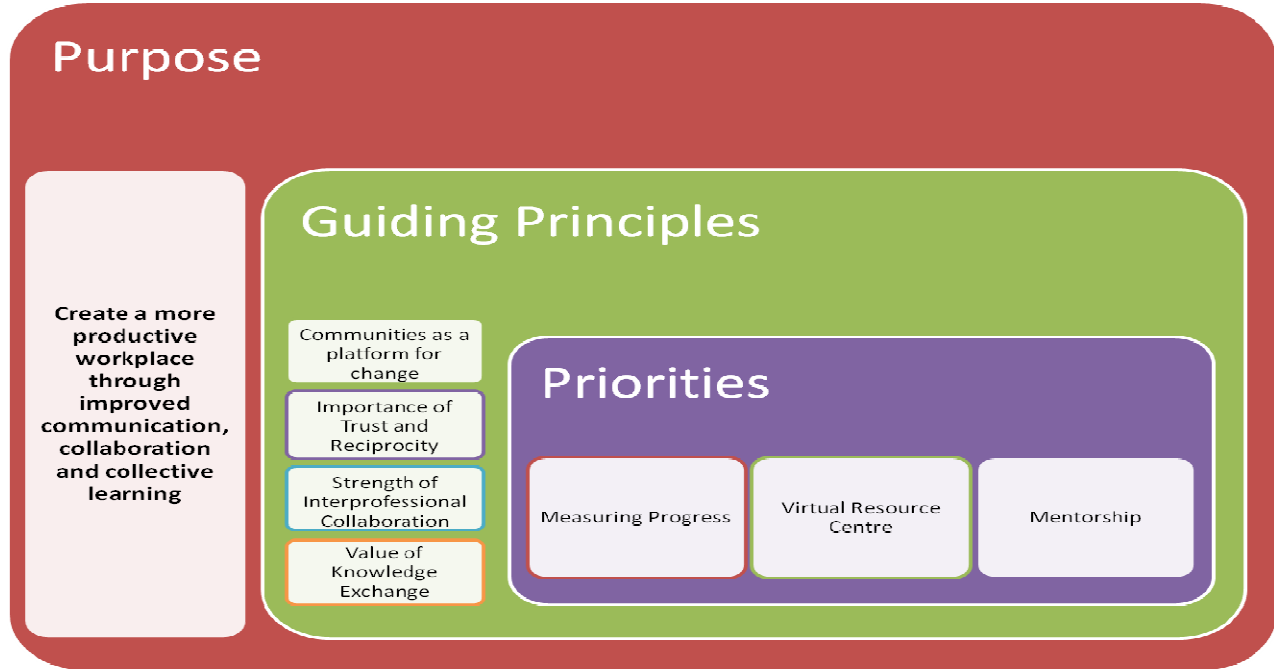 Purpose
Create a more
productive
workplace
through
improved
communication,
collaboration
and collective
learning
Guiding Principles
Communities as a
platform for
change
Importance of
Trust and
Reciprocity
Strength of
Interprofessional
Collaboration
Value of
Knowledge
Exchange
Priorities
Measuring Progress
Virtual Resource
Centre
Mentorship